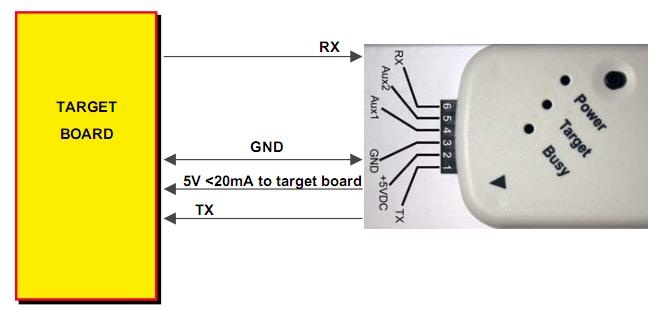 TARGET
BOARD
RX
GND
5V <20mA to target board
TX
RX
Aux2
Aux1
GND
+5VDC
TX
6
5
4
3
2
1
Power
Target
Busy